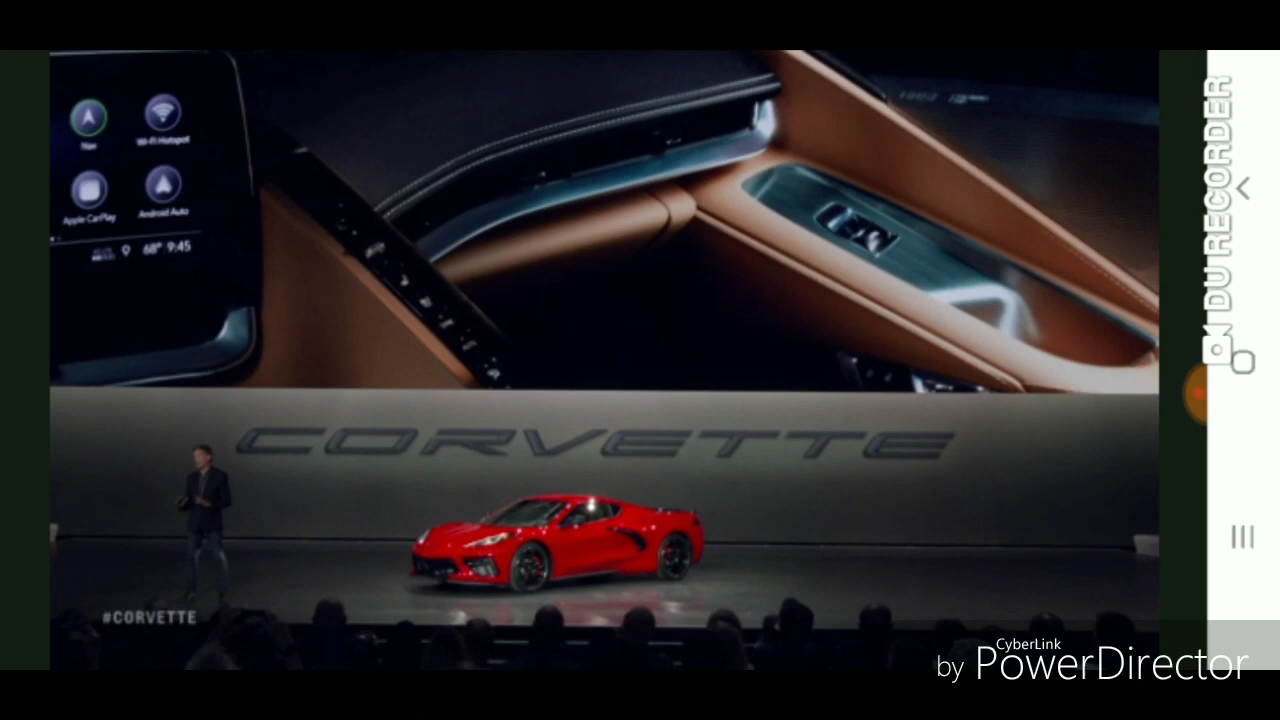 Nav
Wi-Fi Hotspot
Apple CarPlay
Android Auto
68° 9:45
CORVETTE
#CORVETTE
DU RECORDER
CyberLink
by PowerDirector